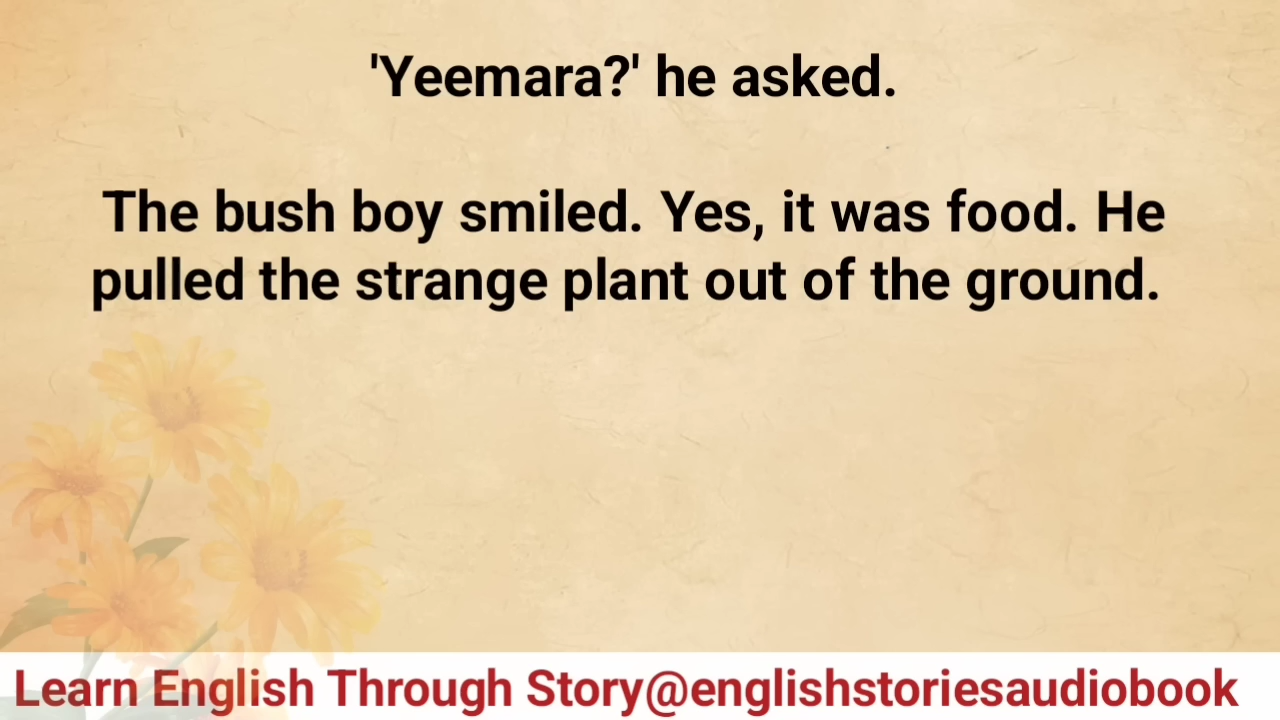 'Yeemara?' he asked.
The bush boy smiled. Yes, it was food. He
pulled the strange plant out of the ground.
Learn English Through Story@englishstoriesaudiobook